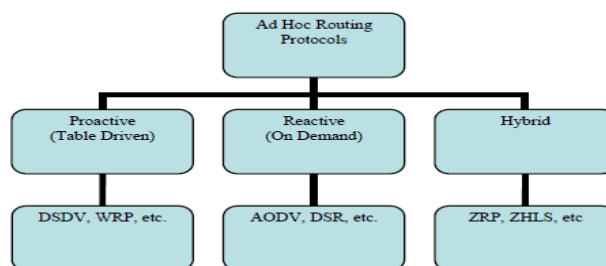 Ad Hoc Routing
Protocols
Proactive
(Table Driven)
Reactive
(On Demand)
Hybrid
DSDV, WRP, etc.
AODV, DSR, etc.
ZRP, ZHLS, etc